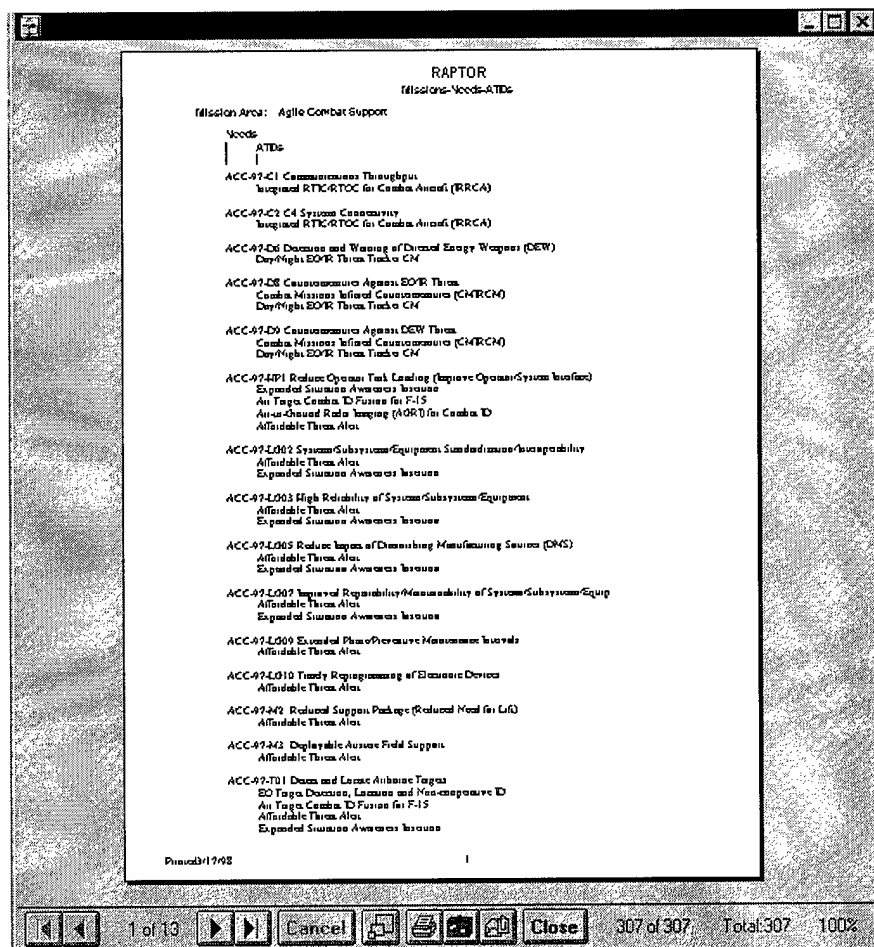 RAPTOR
Missions-Needs-ATDs
Mission Area: Agile Combat Support
Needs
ATDs
ACC-97-C1 Communications Throughput
Integrated RTIC/RTOC for Combat Aircraft (IRRCA)
ACC-97-C2 C4 System Connectivity
Integrated RTIC/RTOC for Combat Aircraft (IRRCA)
ACC-97-D6 Detection and Warning of Directed Energy Weapons (DEW)
Day/Night EO/IR Threat Tracker CM
ACC-97-D8 Countermeasures Against EO/IR Threat
Combat Missions Infrared Countermeasures (CMIRCM)
Day/Night EO/IR Threat Tracker CM
ACC-97-D9 Countermeasures Against DEW Threat
Combat Missions Infrared Countermeasures (CMIRCM)
Day/Night EO/IR Threat Tracker CM
ACC-97-HP1 Reduce Operator Task Loading (Improve Operator/System Interface)
Expanded Situation Awareness Insertion
Air Target Combat ID Fusion for F-15
Air-to-Ground Radar Imaging (AGRI) for Combat ID
Affordable Threat Alert
ACC-97-LG02 System/Subsystem/Equipment Standardization/Interoperability
Affordable Threat Alert
Expanded Situation Awareness Insertion
ACC-97-LG03 High Reliability of System/Subsystem/Equipment
Affordable Threat Alert
Expanded Situation Awareness Insertion
ACC-97-LG05 Reduce Impact of Diminishing Manufacturing Sources (DMS)
Affordable Threat Alert
Expanded Situation Awareness Insertion
ACC-97-LG07 Improved Repairability/Maintainability of System/Subsystem/Equip
Affordable Threat Alert
Expanded Situation Awareness Insertion
ACC-97-LG09 Extended Phase/Preventive Maintenance Intervals
Affordable Threat Alert
ACC-97-LG10 Timely Reprogramming of Electronic Devices
Affordable Threat Alert
ACC-97-M2 Reduced Support Package (Reduced Need for Lift)
Affordable Threat Alert
ACC-97-M3 Deployable Austere Field Support
Affordable Threat Alert
ACC-97-T01 Detect and Locate Airborne Targets
EO Target Detection, Location and Non-cooperative ID
Air Target Combat ID Fusion for F-15
Affordable Threat Alert
Expanded Situation Awareness Insertion
Printed3/17/98 1
1 of 13 Cancel Close 307 of 307 Total:307 100%